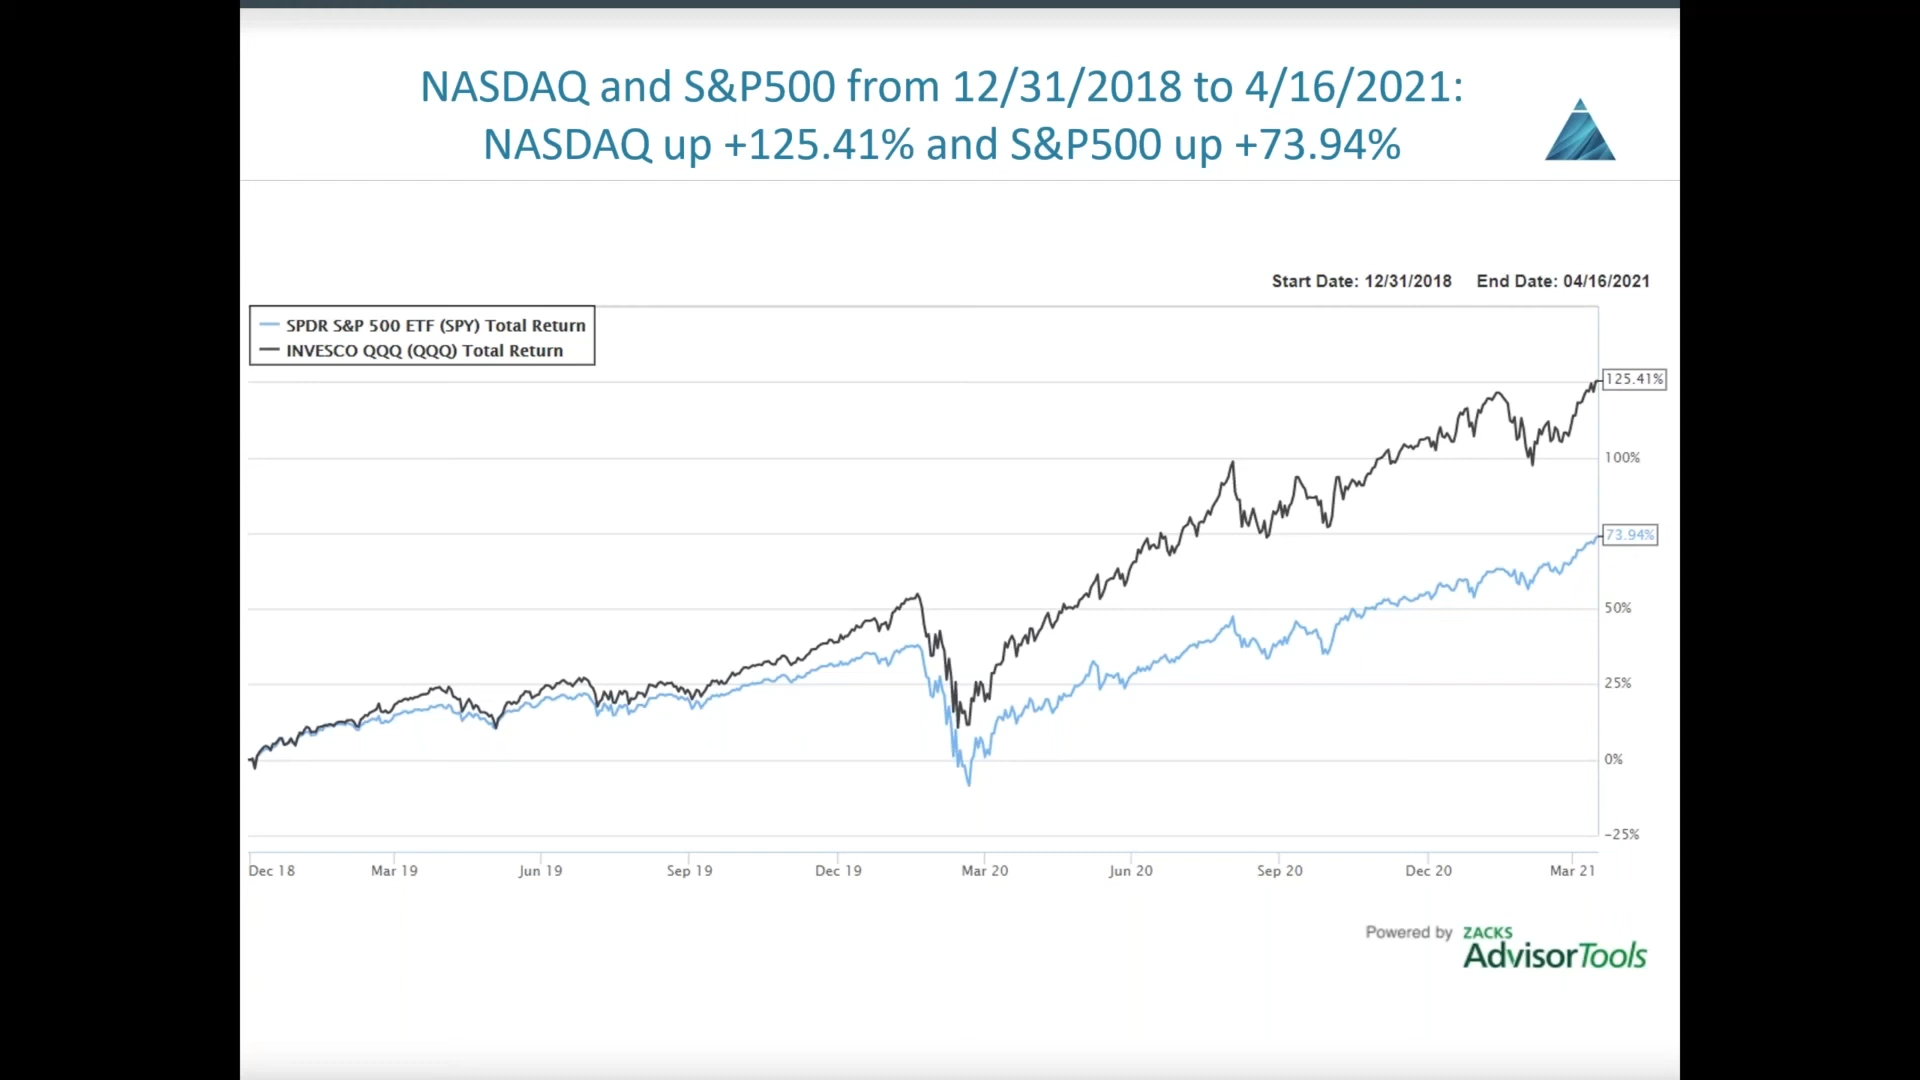 NASDAQ and S&P500 from 12/31/2018 to 4/16/2021:
NASDAQ up +125.41% and S&P500 up +73.94%
Start Date: 12/31/2018 End Date: 04/16/2021
SPDR S&P 500 ETF (SPY) Total Return
INVESCO QQQ (QQQ) Total Return
125.41%
100%
73.94%
50%
25%
0%
-25%
Dec 18 Mar 19 Jun 19 Sep 19 Dec 19 Mar 20 Jun 20 Sep 20 Dec 20 Mar 21
Powered by ZACKS
AdvisorTools